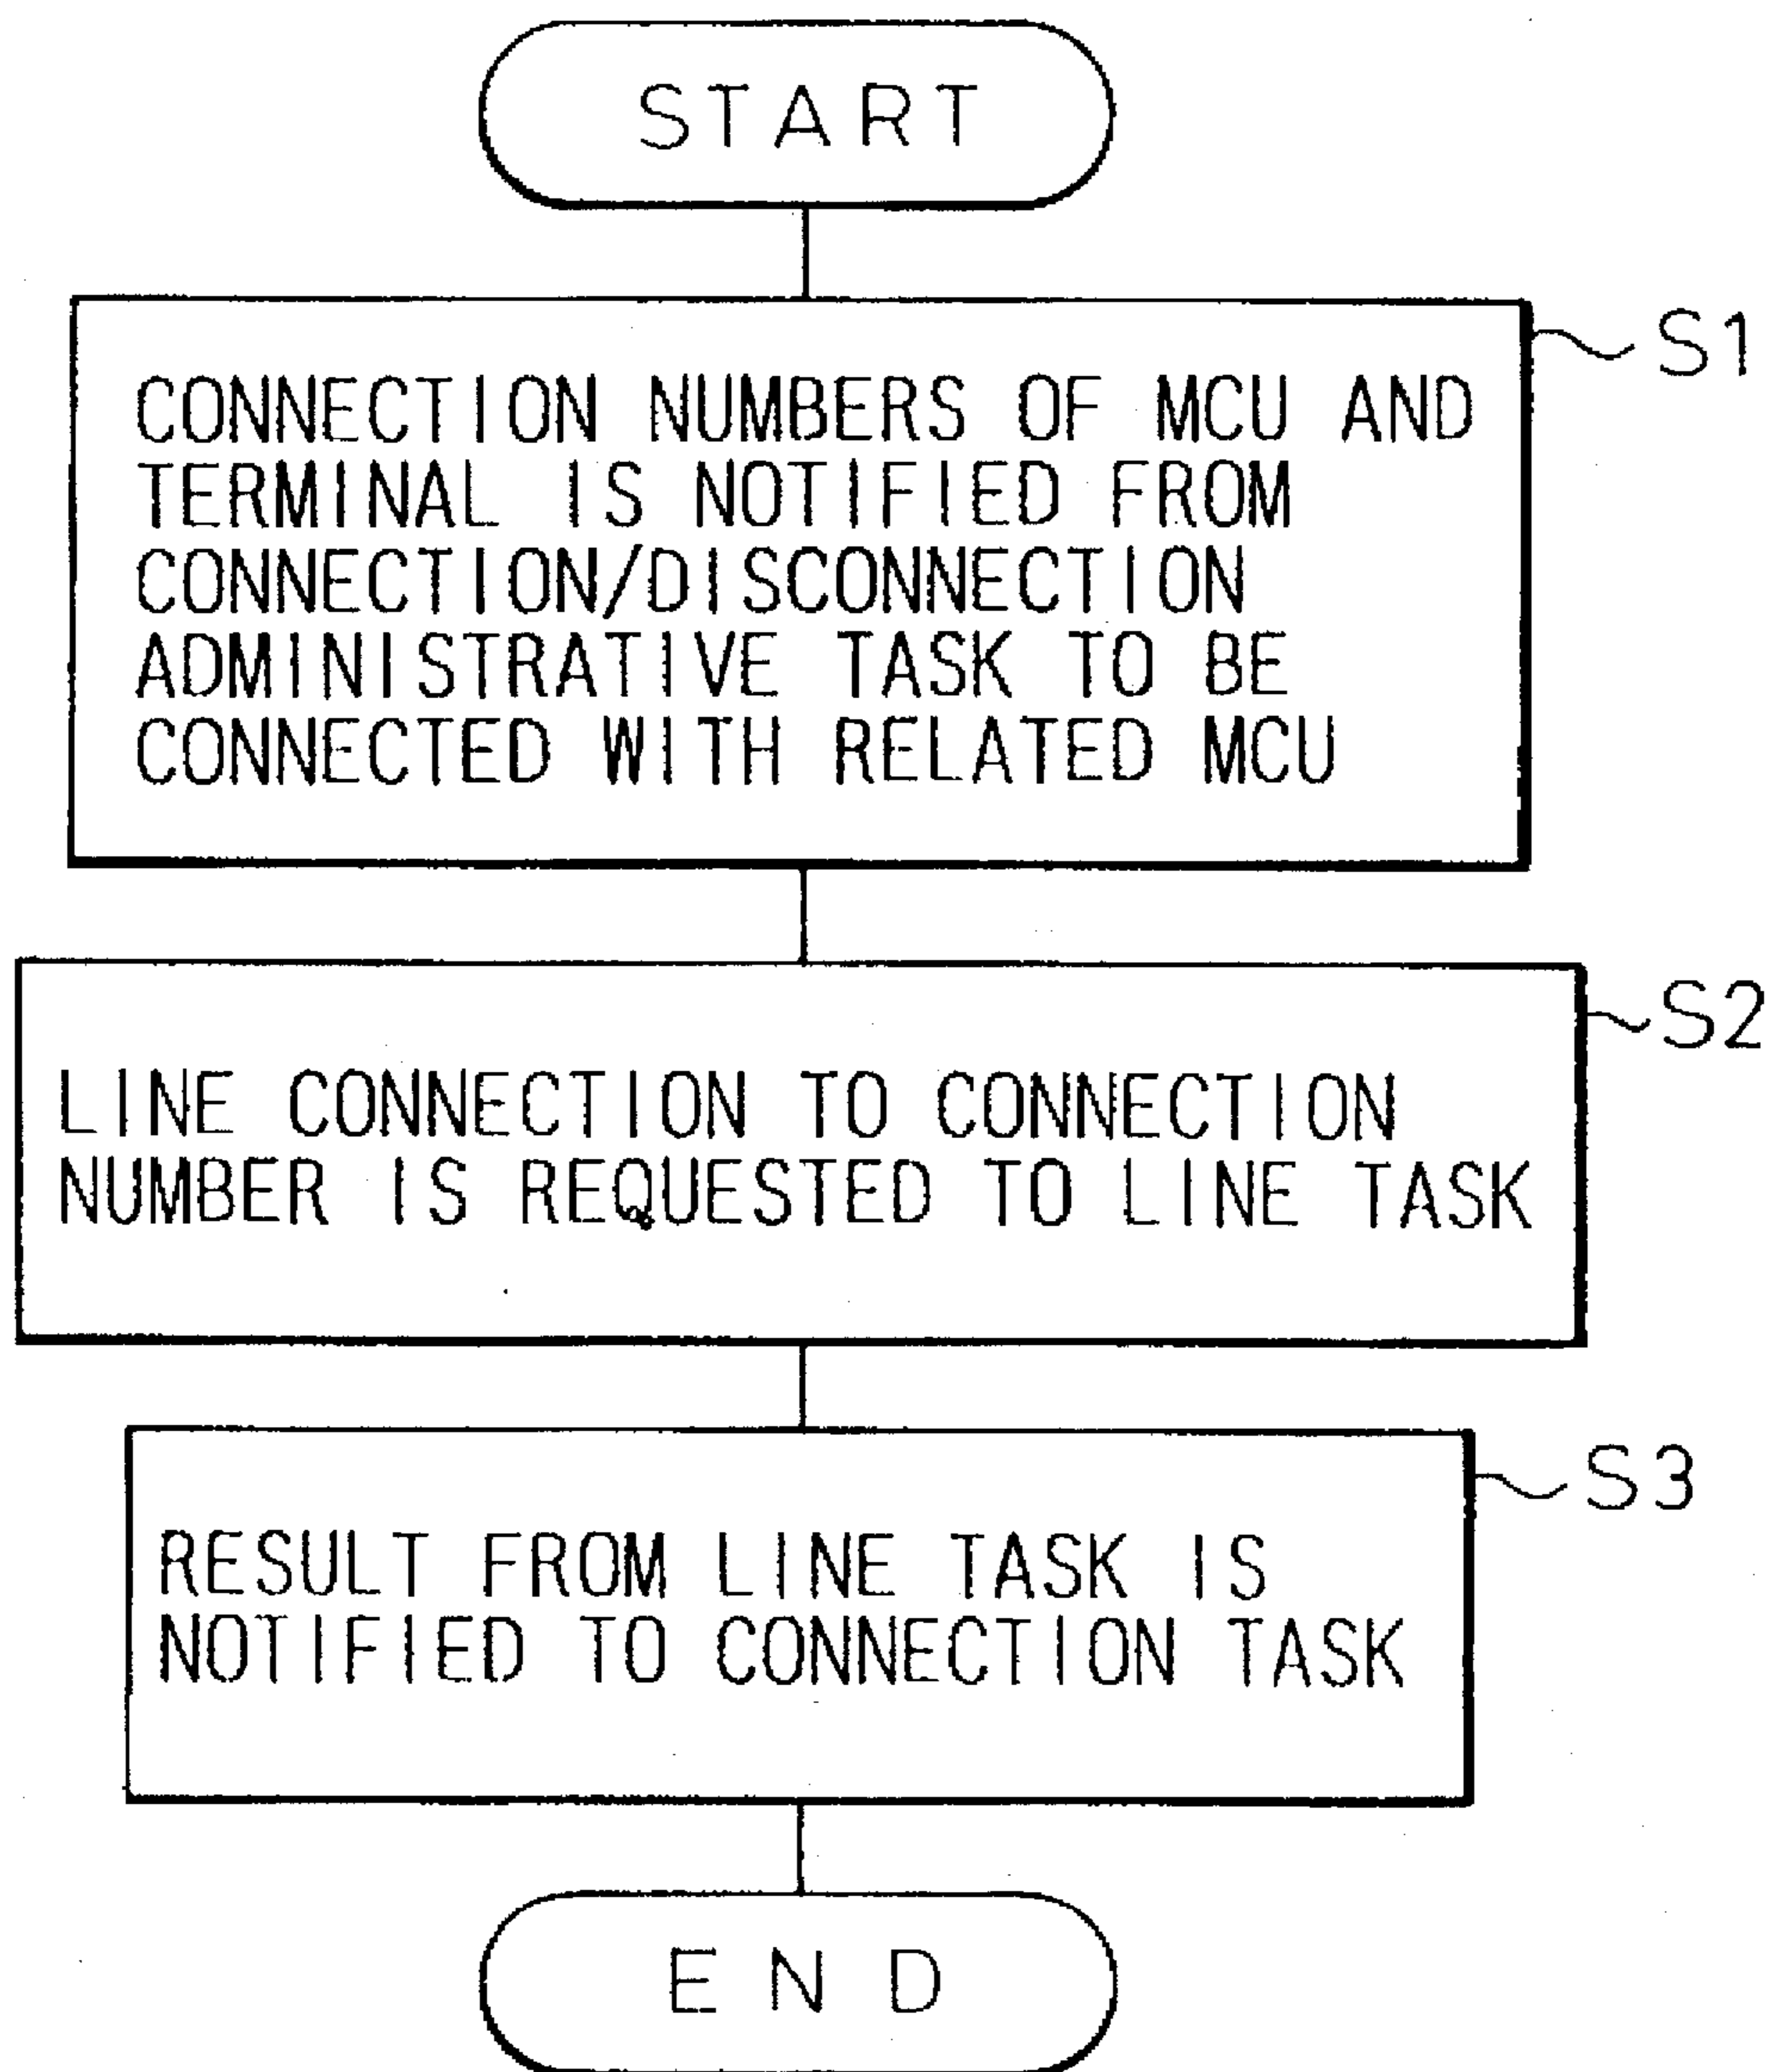 START
S1
CONNECTION NUMBERS OF MCU AND
TERMINAL IS NOTIFIED FROM
CONNECTION/DISCONNECTION
ADMINISTRATIVE TASK TO BE
CONNECTED WITH RELATED MCU
S2
LINE CONNECTION TO CONNECTION
NUMBER IS REQUESTED TO LINE TASK
S3
RESULT FROM LINE TASK IS
NOTIFIED TO CONNECTION TASK
END